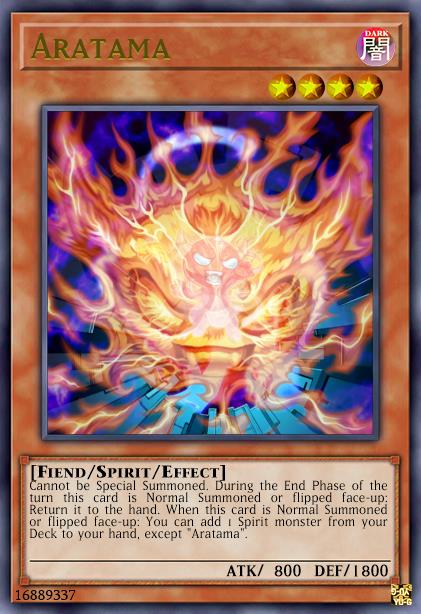 Aratama
DARK
闇
[Fiend/Spirit/Effect]
Cannot be Special Summoned. During the End Phase of the
turn this card is Normal Summoned or flipped face-up:
Return it to the hand. When this card is Normal Summoned
or flipped face-up: You can add 1 Spirit monster from your
Deck to your hand, except "Aratama".
ATK/ 800 DEF/1800
16889337